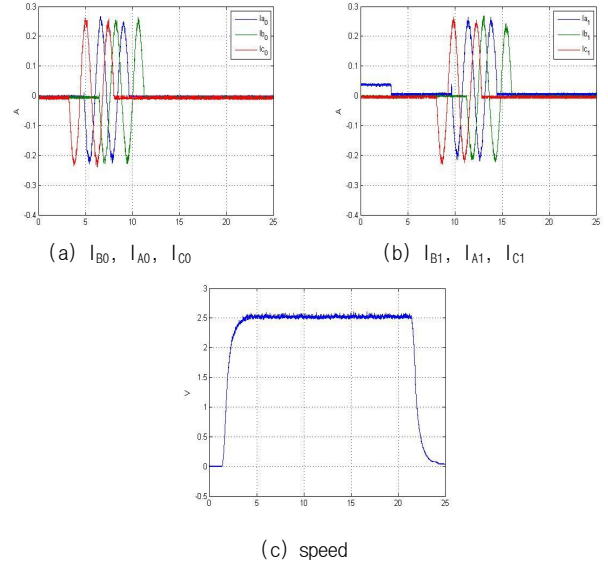 0.3
0.2
0.1
0
-0.1
-0.2
-0.3
-0.4
A
0 5 10 15 20 25
Ia0
Ib0
Ic0
(a) IB0, IA0, IC0
0.3
0.2
0.1
0
-0.1
-0.2
-0.3
-0.4
A
0 5 10 15 20 25
Ia1
Ib1
Ic1
(b) IB1, IA1, IC1
3
2.5
2
1.5
1
0.5
0
-0.5
V
0 5 10 15 20 25
(c) speed